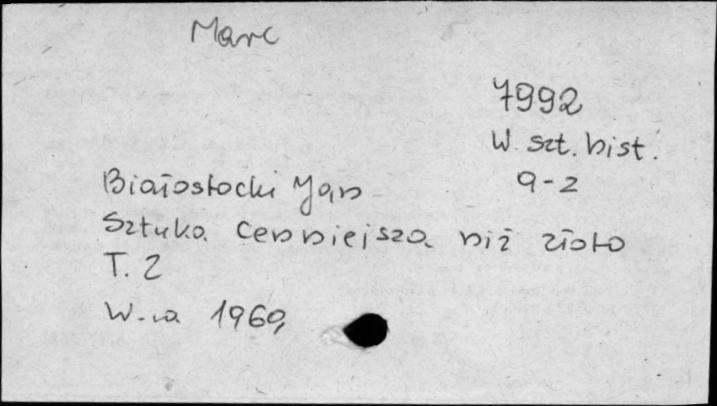 Marc
7992
W. szt. hist.
9-2
Białostocki Jan
Sztuka cenniejsza niż złoto
T. 2
W-wa 1969,